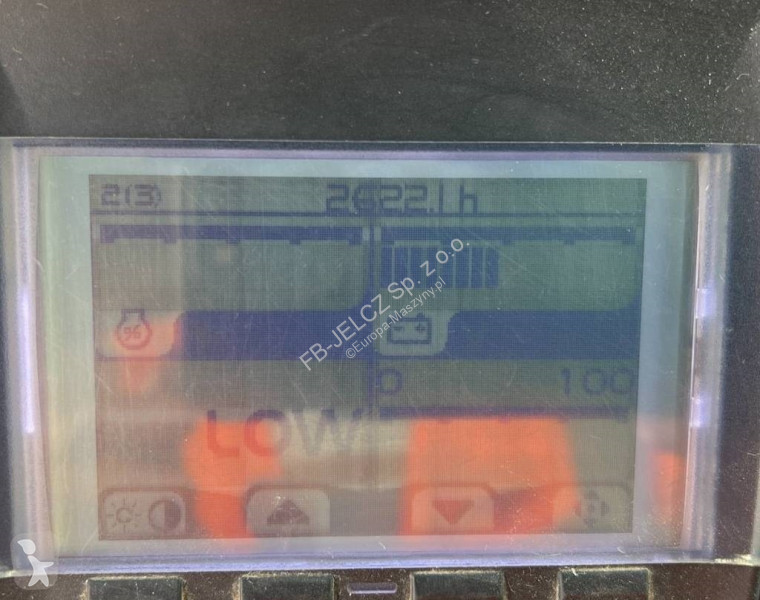 2(3) 2622.1 h
%
0 100
LOW
FB-JELCZ Sp. z o.o.
©Europa-Maszyny.pl